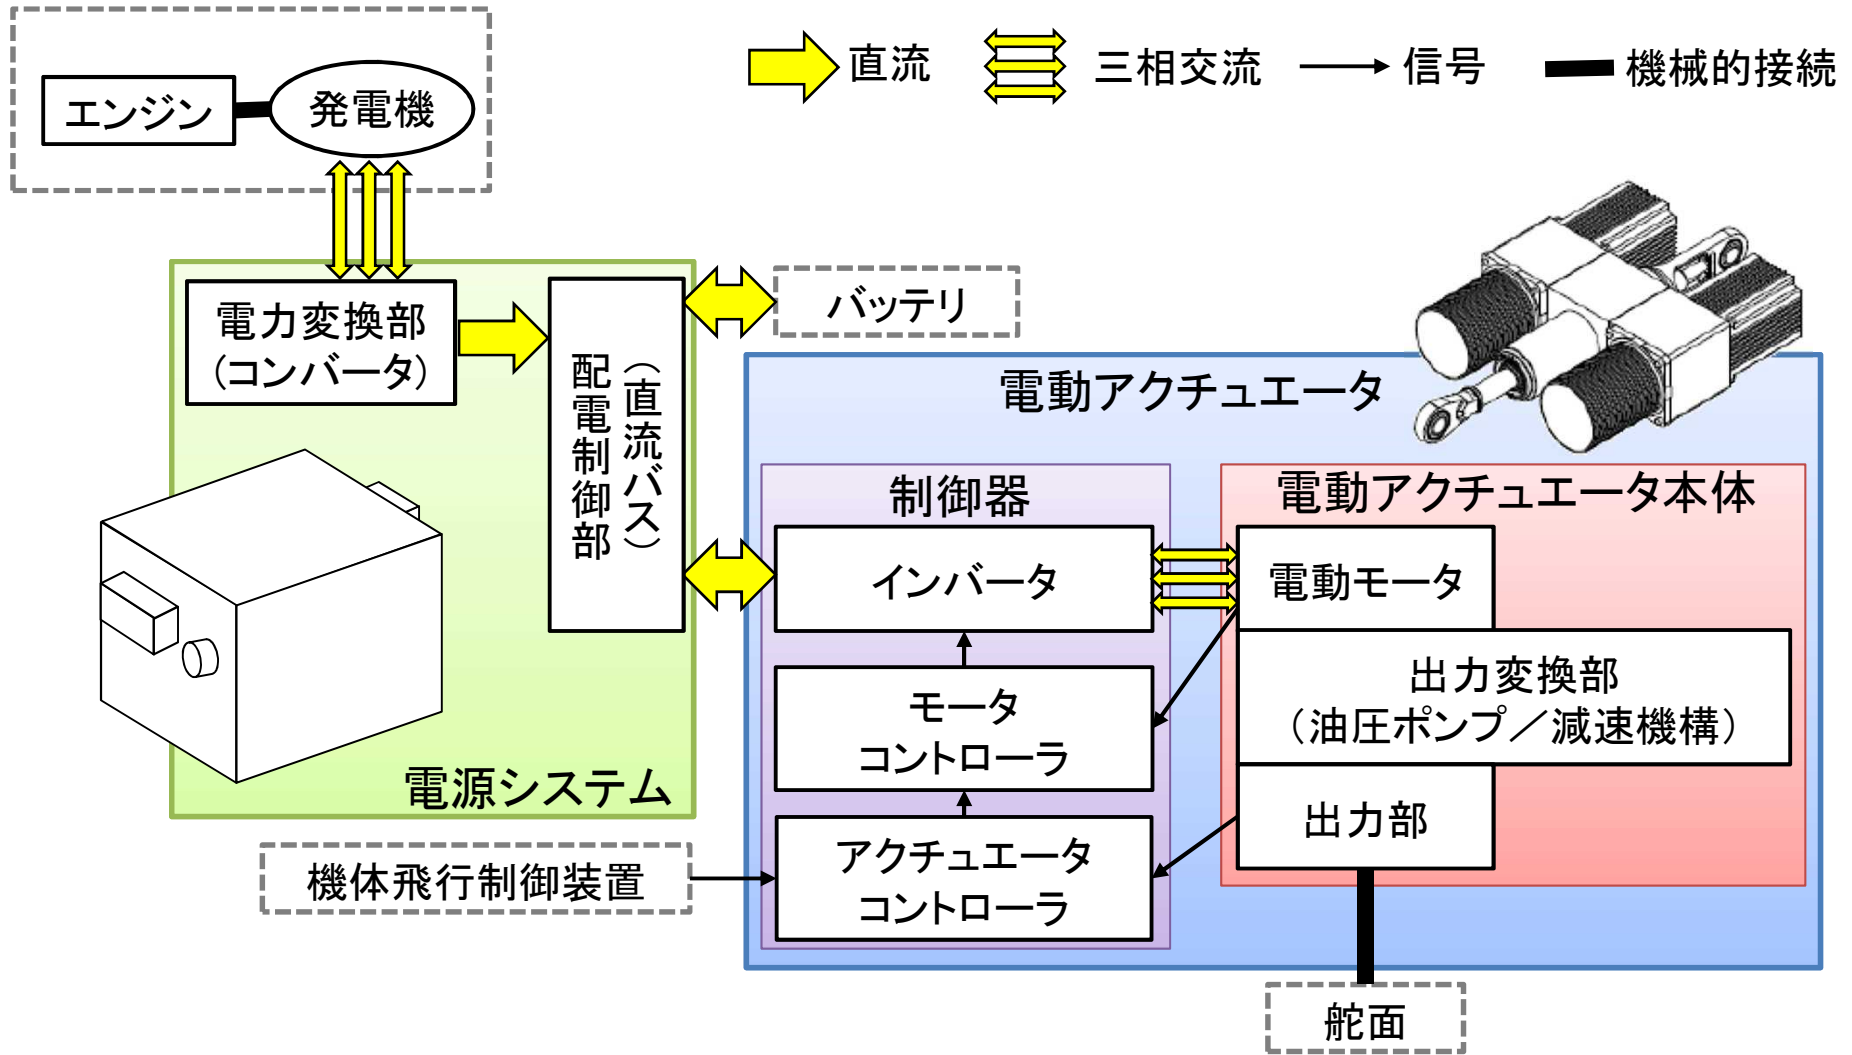 直流
三相交流
信号
機械的接続
エンジン
発電機
電力変換部
(コンバータ)
配電制御部
（直流バス）
バッテリ
電源システム
電動アクチュエータ
制御器
インバータ
モータ
コントローラ
アクチュエータ
コントローラ
電動アクチュエータ本体
電動モータ
出力変換部
（油圧ポンプ／減速機構）
出力部
機体飛行制御装置
舵面